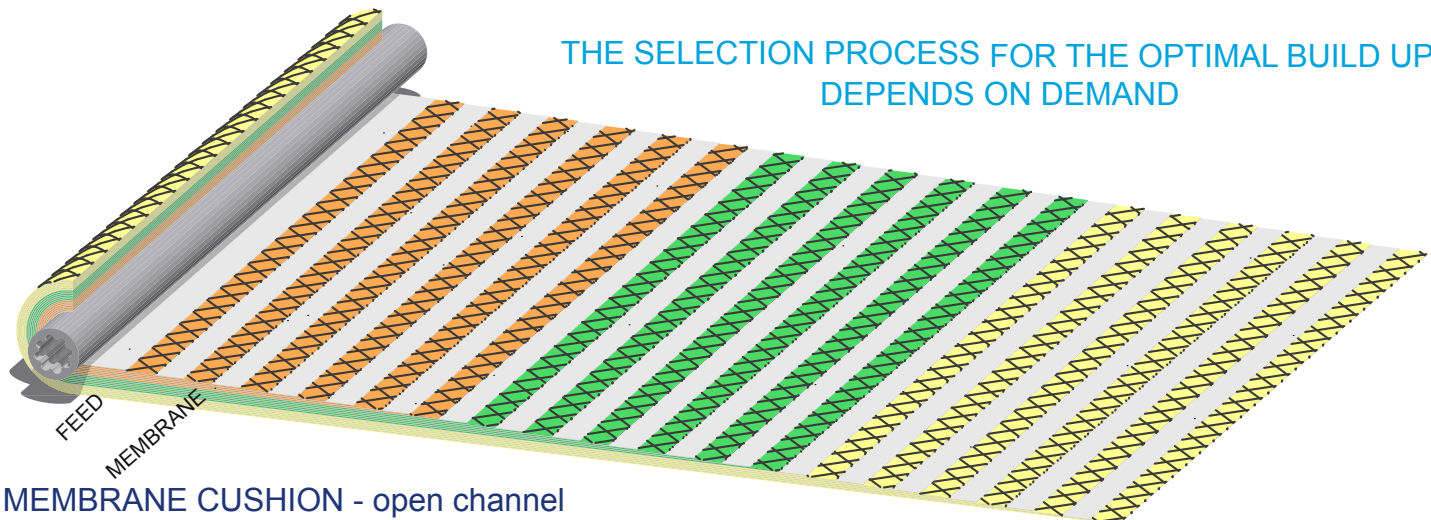 THE SELECTION PROCESS FOR THE OPTIMAL BUILD UP
DEPENDS ON DEMAND
FEED
MEMBRANE
MEMBRANE CUSHION - open channel